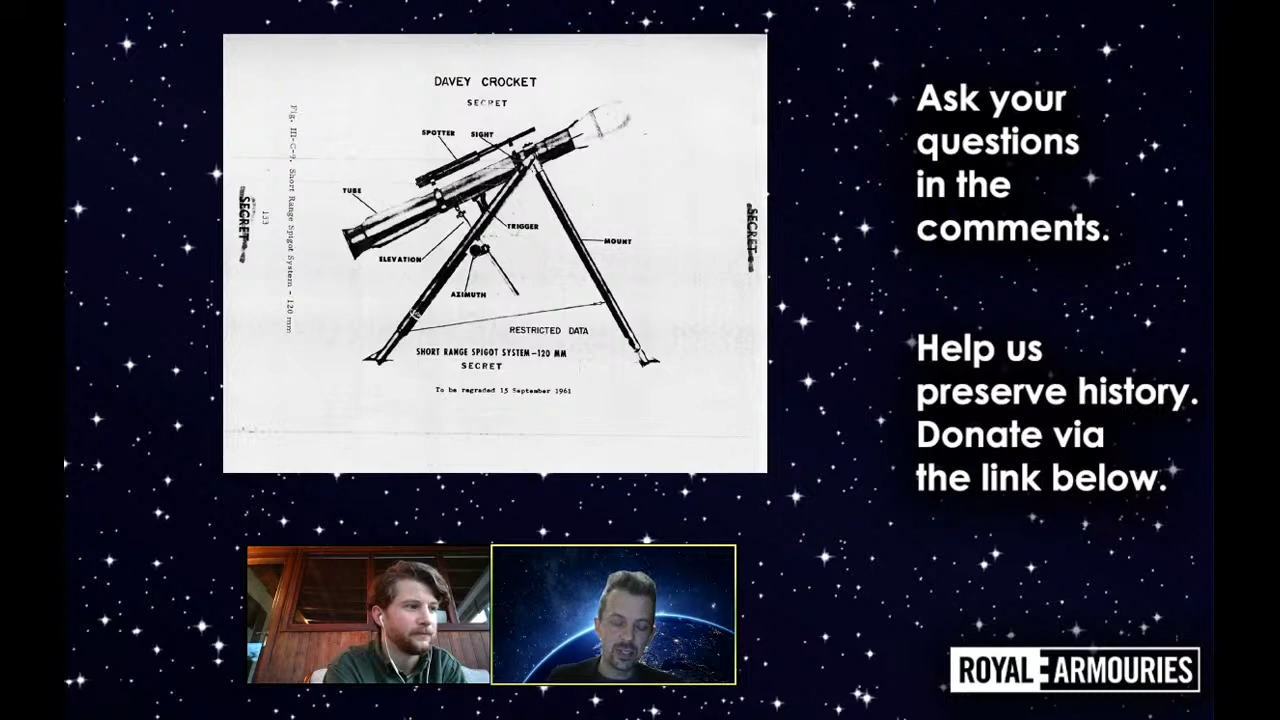 DAVEY CROCKET
SECRET
SPOTTER
SIGHT
TUBE
TRIGGER
MOUNT
ELEVATION
AZIMUTH
RESTRICTED DATA
SHORT RANGE SPIGOT SYSTEM-120 MM
SECRET
To be regraded 15 September 1961
SECRET
133
Fig. III-C-9. Short Range Spigot System - 120 mm
SECRET
Ask your
questions
in the
comments.
Help us
preserve history.
Donate via
the link below.
ROYAL ARMOURIES